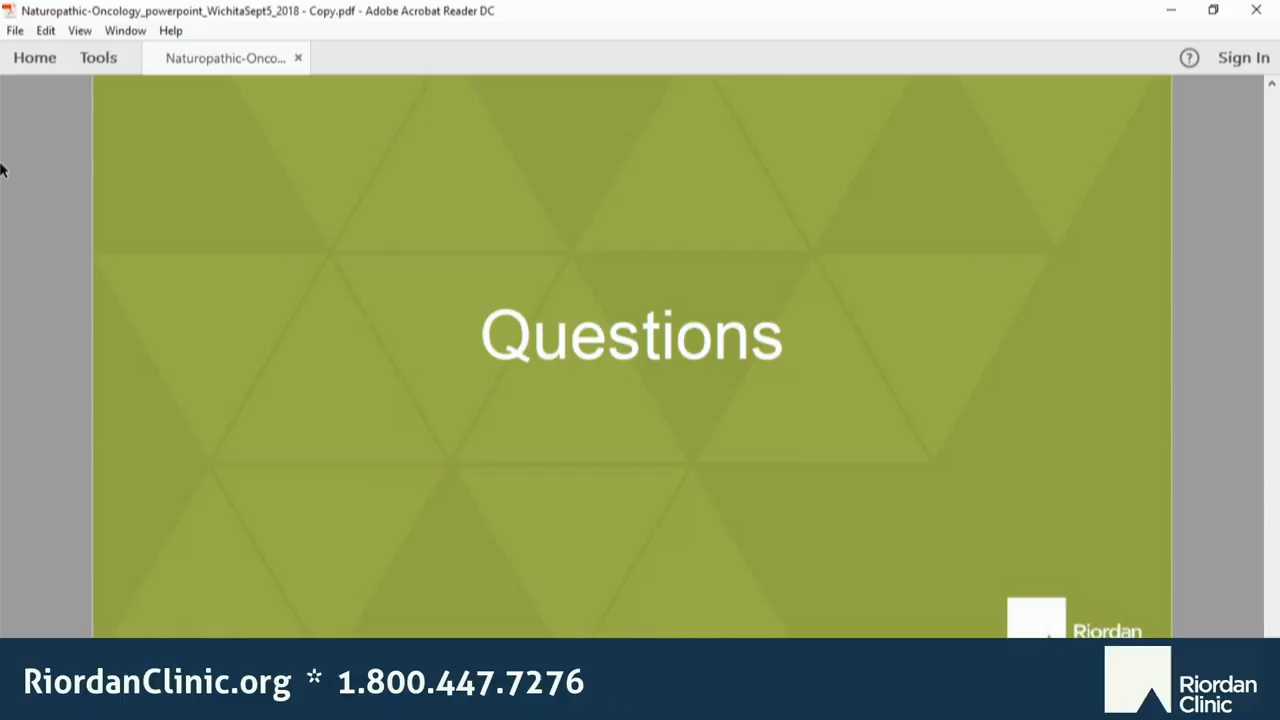 Naturopathic-Oncology_powerpoint_WichitaSept5_2018 - Copy.pdf - Adobe Acrobat Reader DC
File Edit View Window Help
Home Tools Naturopathic-Onco... × ? Sign In
Questions
Riordan
RiordanClinic.org * 1.800.447.7276
Riordan
Clinic